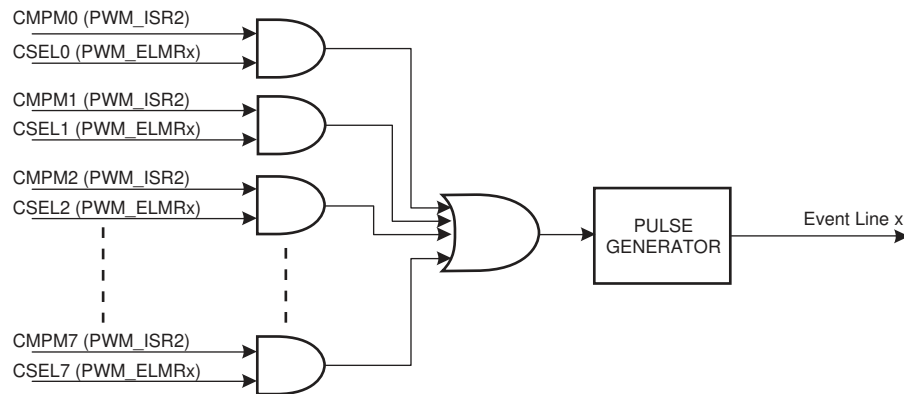 CMPM0 (PWM_ISR2)
CSEL0 (PWM_ELMRx)
CMPM1 (PWM_ISR2)
CSEL1 (PWM_ELMRx)
CMPM2 (PWM_ISR2)
CSEL2 (PWM_ELMRx)
CMPM7 (PWM_ISR2)
CSEL7 (PWM_ELMRx)
PULSE
GENERATOR
Event Line x